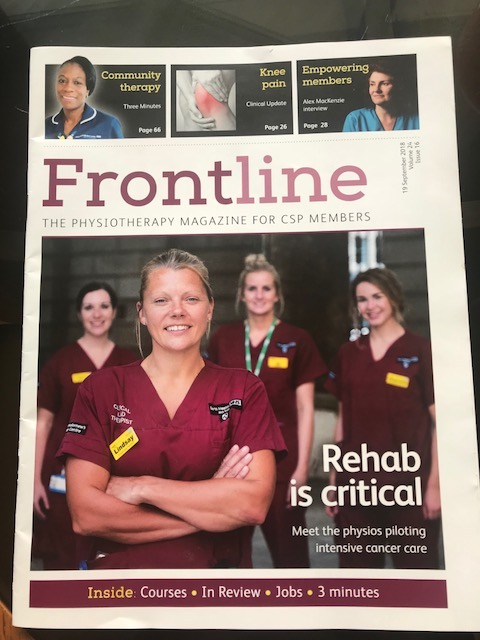 Community
therapy
Three Minutes
Page 66
Knee
pain
Clinical Update
Page 26
Empowering
members
Alex MacKenzie
interview
Page 28
Frontline
19 September 2018
Volume 24
Issue 16
THE PHYSIOTHERAPY MAGAZINE FOR CSP MEMBERS
THERAPIST
Lindsay
Rehab
is critical
Meet the physios piloting
intensive cancer care
Inside: Courses • In Review • Jobs • 3 minutes